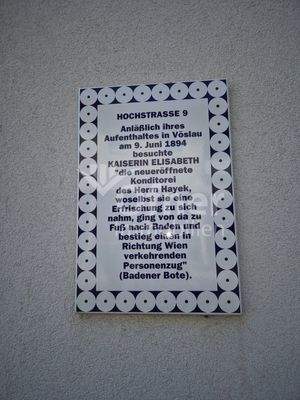 HOCHSTRASSE 9
Anläßlich ihres
Aufenthaltes in Vöslau
am 9. Juni 1894
besuchte
KAISERIN ELISABETH
"die neueröffnete
Konditorei
des Herrn Hayek,
woselbst sie eine
Erfrischung zu sich
nahm, ging von da zu
Fuß nach Baden und
bestieg einen in
Richtung Wien
verkehrenden
Personenzug"
(Badener Bote).